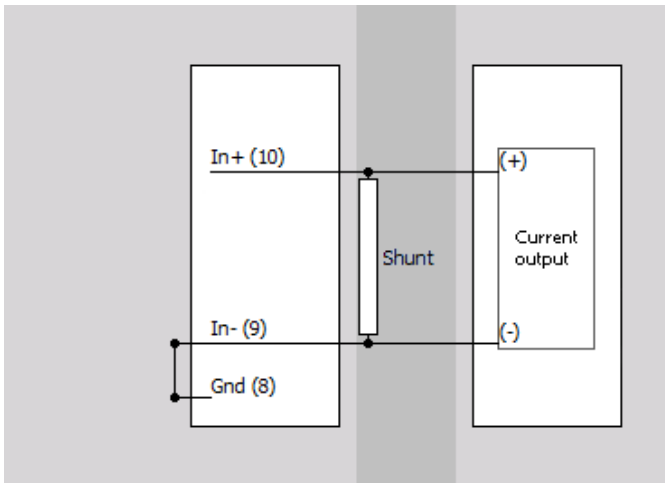 In+ (10)
(+)
Current
output
Shunt
In- (9)
(-)
Gnd (8)